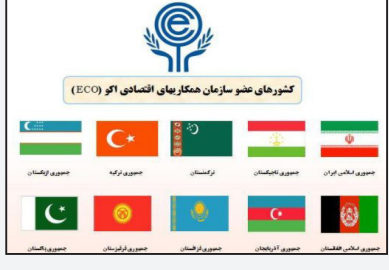 کشورهای عضو سازمان همکاریهای اقتصادی اکو (ECO)
جمهوری اسلامی ایران
جمهوری تاجیکستان
ترکمنستان
جمهوری ترکیه
جمهوری ازبکستان
جمهوری اسلامی افغانستان
جمهوری آذربایجان
جمهوری قزاقستان
جمهوری قرقیزستان
جمهوری پاکستان